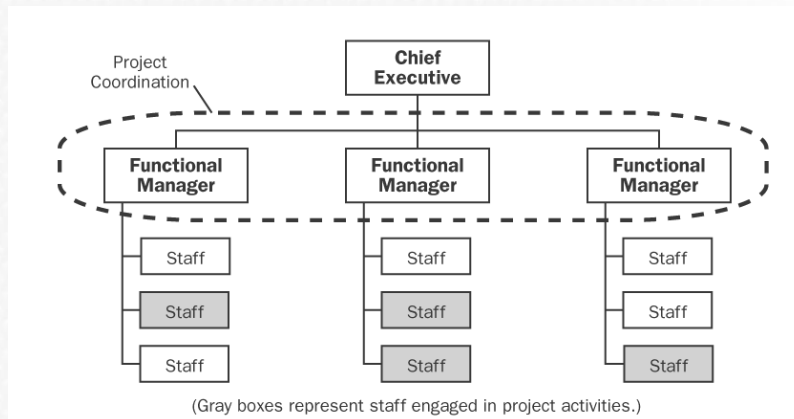 Project
Coordination
Chief
Executive
Functional
Manager
Functional
Manager
Functional
Manager
Staff
Staff
Staff
Staff
Staff
Staff
Staff
Staff
Staff
(Gray boxes represent staff engaged in project activities.)